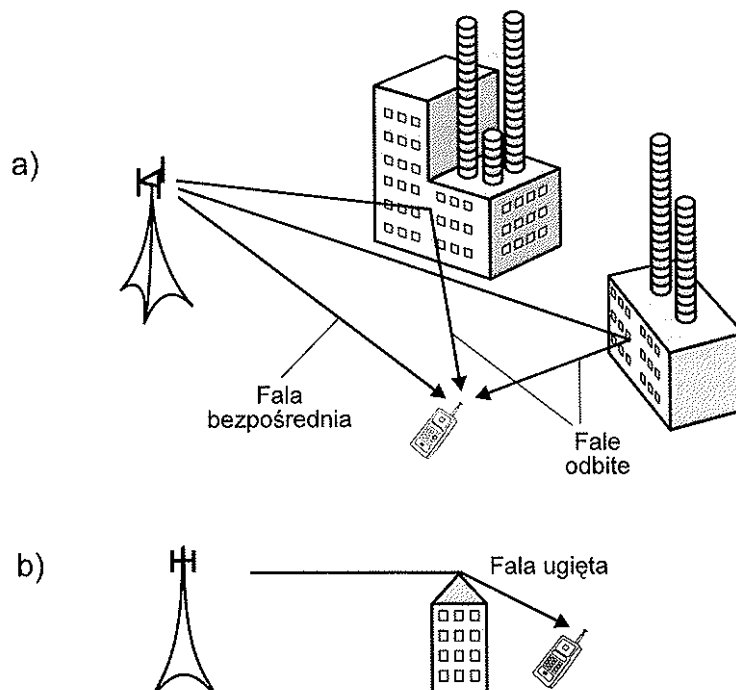 a)
Fala
bezpośrednia
Fale
odbite
b)
Fala ugięta